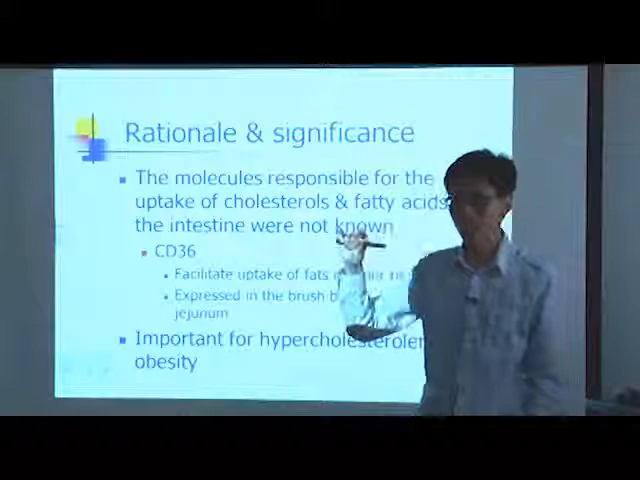 Rationale & significance
The molecules responsible for the
uptake of cholesterols & fatty acids
the intestine were not known
CD36
Facilitate uptake of fats
Expressed in the brush
jejunum
Important for
obesity